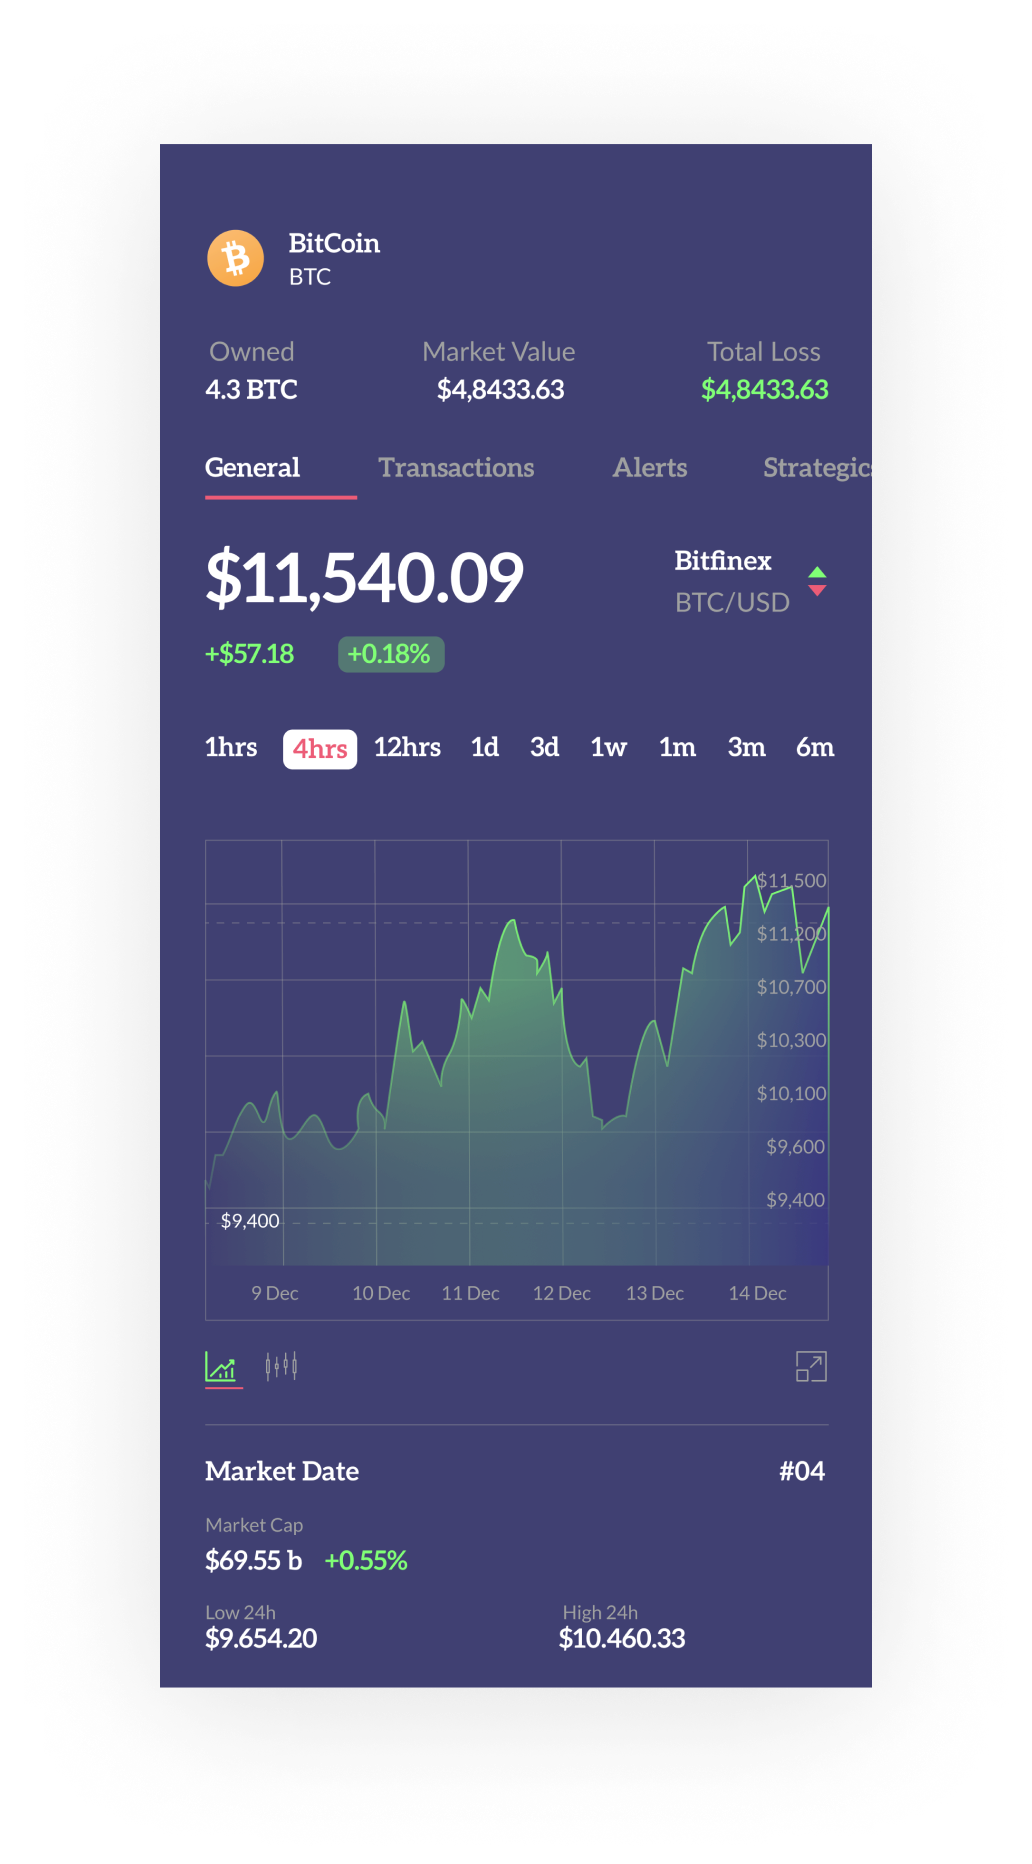 BitCoin
BTC
Owned Market Value Total Loss
4.3 BTC $4,8433.63 $4,8433.63
General Transactions Alerts Strategics
$11,540.09
Bitfinex
BTC/USD
+$57.18 +0.18%
1hrs 4hrs 12hrs 1d 3d 1w 1m 3m 6m
$11,500
$11,200
$10,700
$10,300
$10,100
$9,600
$9,400
$9,400
9 Dec 10 Dec 11 Dec 12 Dec 13 Dec 14 Dec
Market Date #04
Market Cap
$69.55 b +0.55%
Low 24h High 24h
$9.654.20 $10.460.33